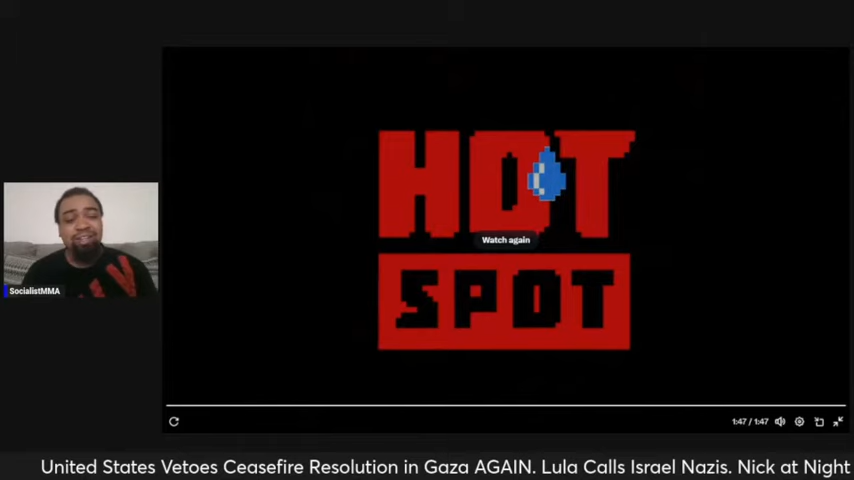 HOT
Watch again
SPOT
SocialistMMA
1:47 / 1:47
United States Vetoes Ceasefire Resolution in Gaza AGAIN. Lula Calls Israel Nazis. Nick at Night